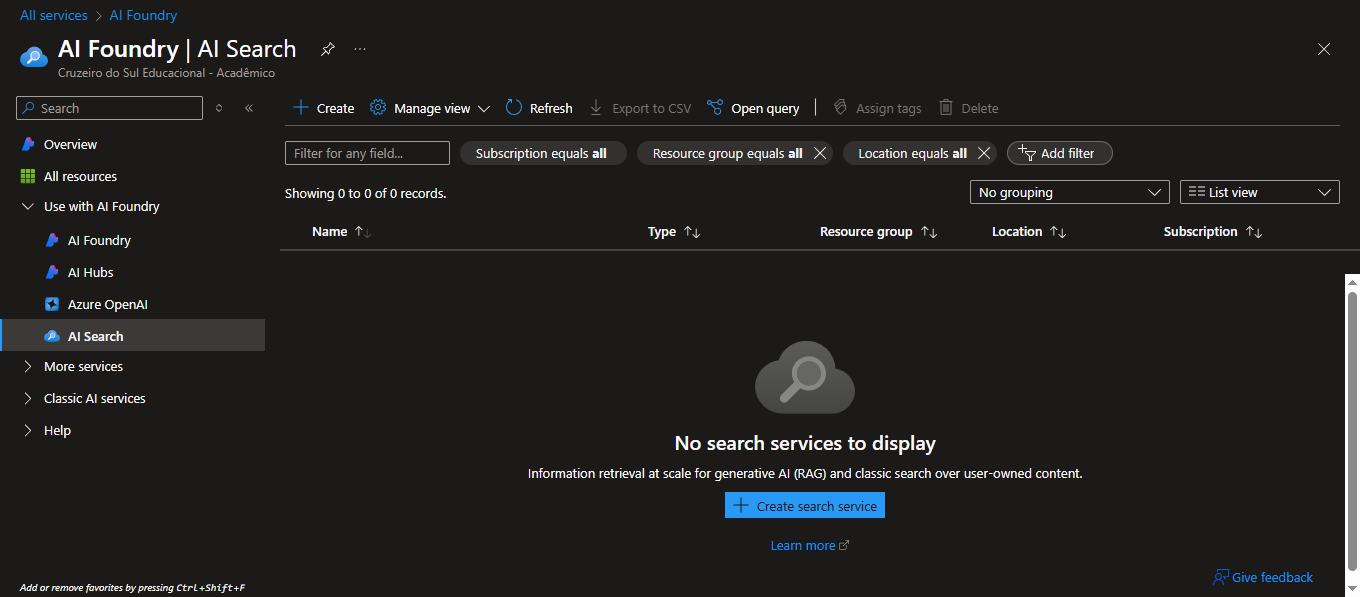 All services > AI Foundry
AI Foundry | AI Search
Cruzeiro do Sul Educacional - Acadêmico
Search
Overview
All resources
Use with AI Foundry
AI Foundry
AI Hubs
Azure OpenAI
AI Search
More services
Classic AI services
Help
Add or remove favorites by pressing Ctrl+Shift+F
Create Manage view Refresh Export to CSV Open query | Assign tags Delete
Filter for any field... Subscription equals all Resource group equals all Location equals all Add filter
Showing 0 to 0 of 0 records. No grouping List view
Name Type Resource group Location Subscription
No search services to display
Information retrieval at scale for generative AI (RAG) and classic search over user-owned content.
Create search service
Learn more
Give feedback